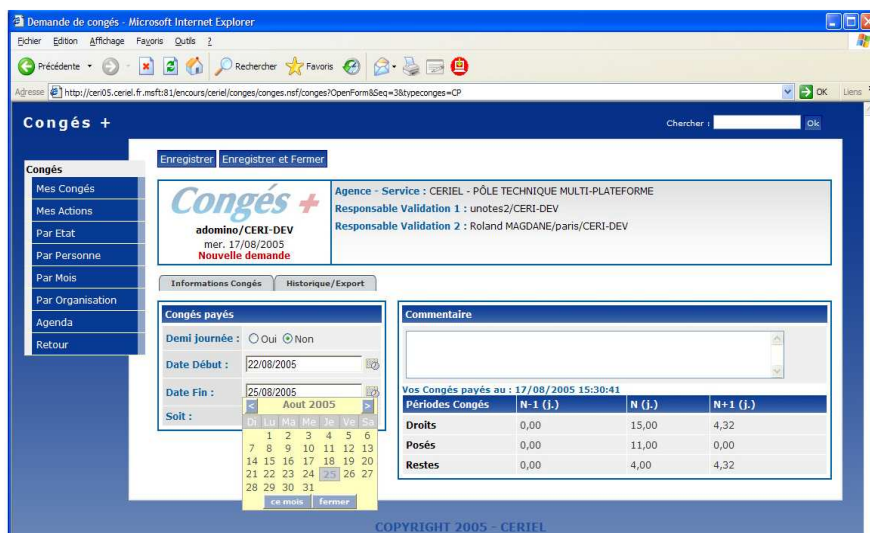 Demande de congés - Microsoft Internet Explorer
Fichier Edition Affichage Favoris Outils ?
Précédente Rechercher Favoris
Adresse http://ceri05.ceriel.fr.msft:81/encours/ceriel/conges/conges.nsf/conges?OpenForm&Seq=3&typeconges=CP OK Liens
Congés +
Chercher : Ok
Enregistrer Enregistrer et Fermer
Congés
Mes Congés
Mes Actions
Par Etat
Par Personne
Par Mois
Par Organisation
Agenda
Retour
Congés +
adomino/CERI-DEV
mer. 17/08/2005
Nouvelle demande
Agence - Service : CERIEL - PÔLE TECHNIQUE MULTI-PLATEFORME
Responsable Validation 1 : unotes2/CERI-DEV
Responsable Validation 2 : Roland MAGDANE/paris/CERI-DEV
Informations Congés Historique/Export
Congés payés
Demi journée : Oui Non
Date Début : 22/08/2005
Date Fin : 25/08/2005
Soit :
< Aout 2005 >
Di Lu Ma Me Je Ve Sa
1 2 3 4 5 6
7 8 9 10 11 12 13
14 15 16 17 18 19 20
21 22 23 24 25 26 27
28 29 30 31
ce mois fermer
Commentaire
Vos Congés payés au : 17/08/2005 15:30:41
Périodes Congés N-1 (j.) N (j.) N+1 (j.)
Droits 0,00 15,00 4,32
Posés 0,00 11,00 0,00
Restes 0,00 4,00 4,32
COPYRIGHT 2005 - CERIEL